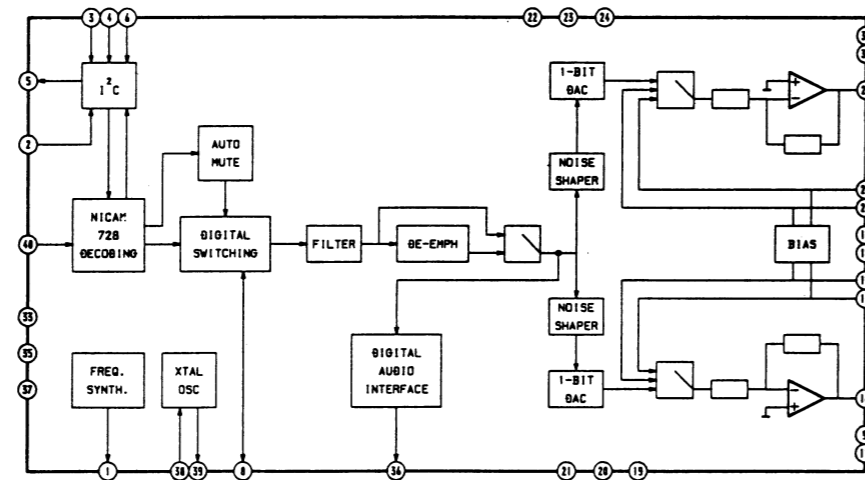 3 4 6
22 23 24
5
I²C
2
AUTO
MUTE
1-BIT
DAC
NOISE
SHAPER
40
NICAM
728
DECODING
DIGITAL
SWITCHING
FILTER
DE-EMPH
BIAS
33
35
37
NOISE
SHAPER
FREQ.
SYNTH.
XTAL
OSC
DIGITAL
AUDIO
INTERFACE
1-BIT
DAC
1 38 39 8 36 21 20 19